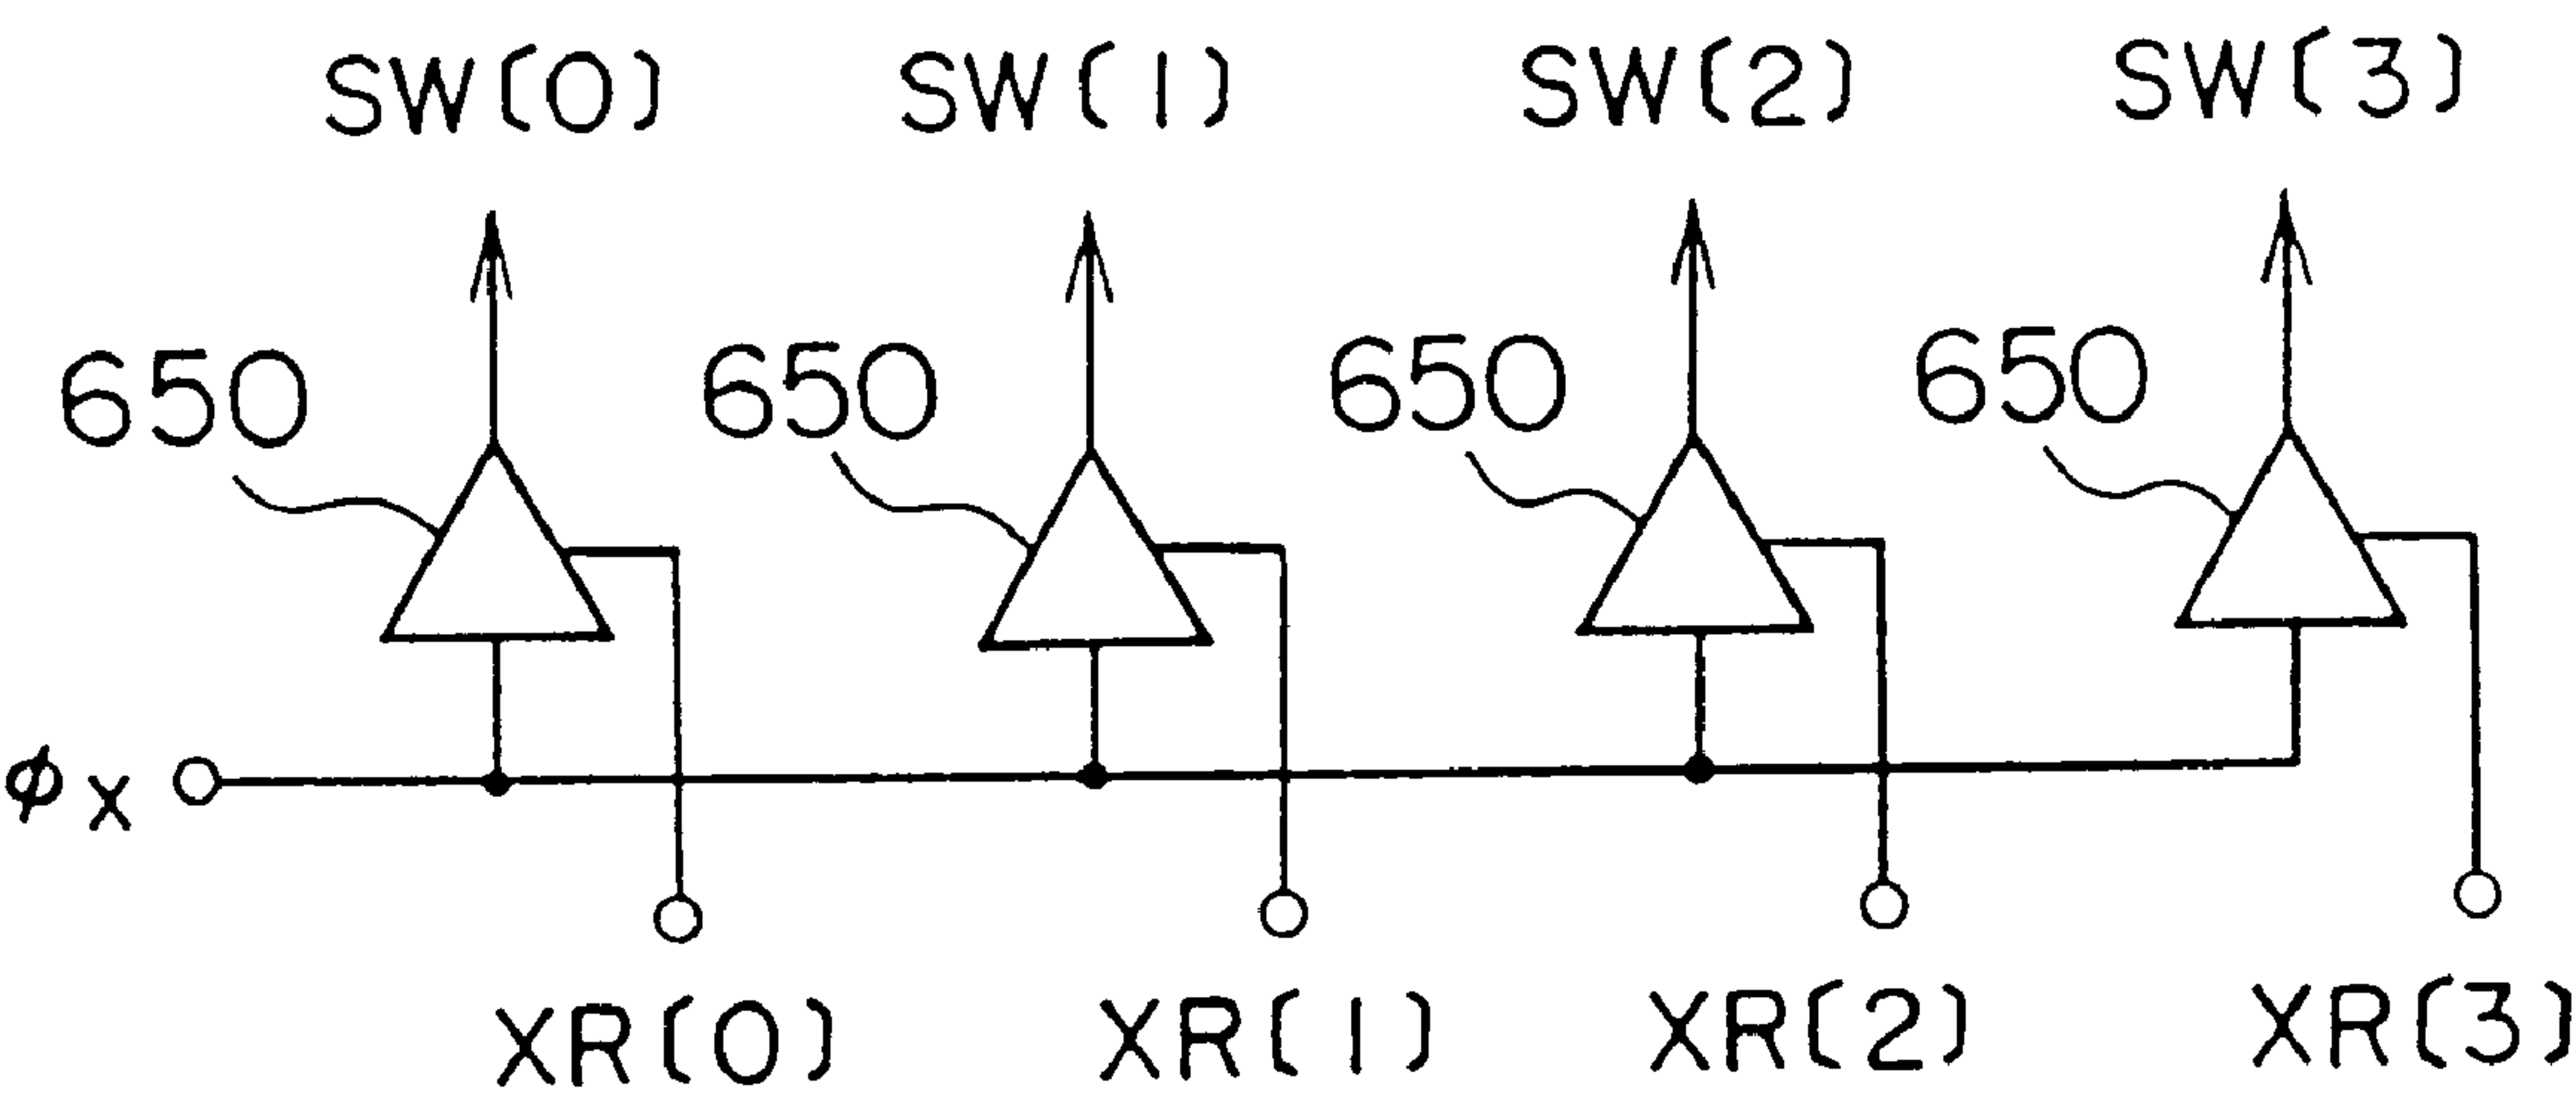 SW(0) SW(1) SW(2) SW(3)
650 650 650 650
φx
XR(0) XR(1) XR(2) XR(3)